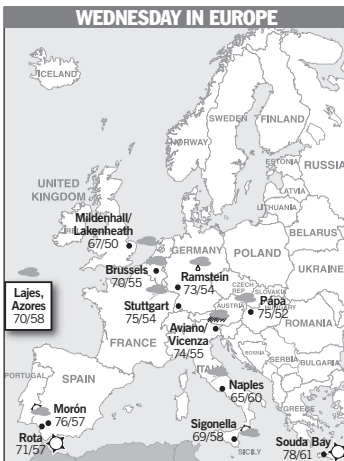 WEDNESDAY IN EUROPE
ICELAND
SWEDEN
FINLAND
NORWAY
ESTONIA
RUSSIA
LATVIA
LITHUANIA
UNITED
KINGDOM
BELARUS
Mildenhall/
Lakenheath
67/50
GERMANY
POLAND
UKRAINE
Brussels
70/55
Ramstein
73/54
CZECH
REP.
SLOVAKIA
Lajes,
Azores
70/58
Stuttgart
75/54
AUSTRIA
Pápa
75/52
ROMANIA
Aviano/
Vicenza
74/55
FRANCE
BOSNIA
SERBIA
BULGARIA
PORTUGAL
SPAIN
Naples
65/60
Morón
76/57
GREECE
Rota
71/57
Sigonella
69/58
SICILY
Souda Bay
78/61